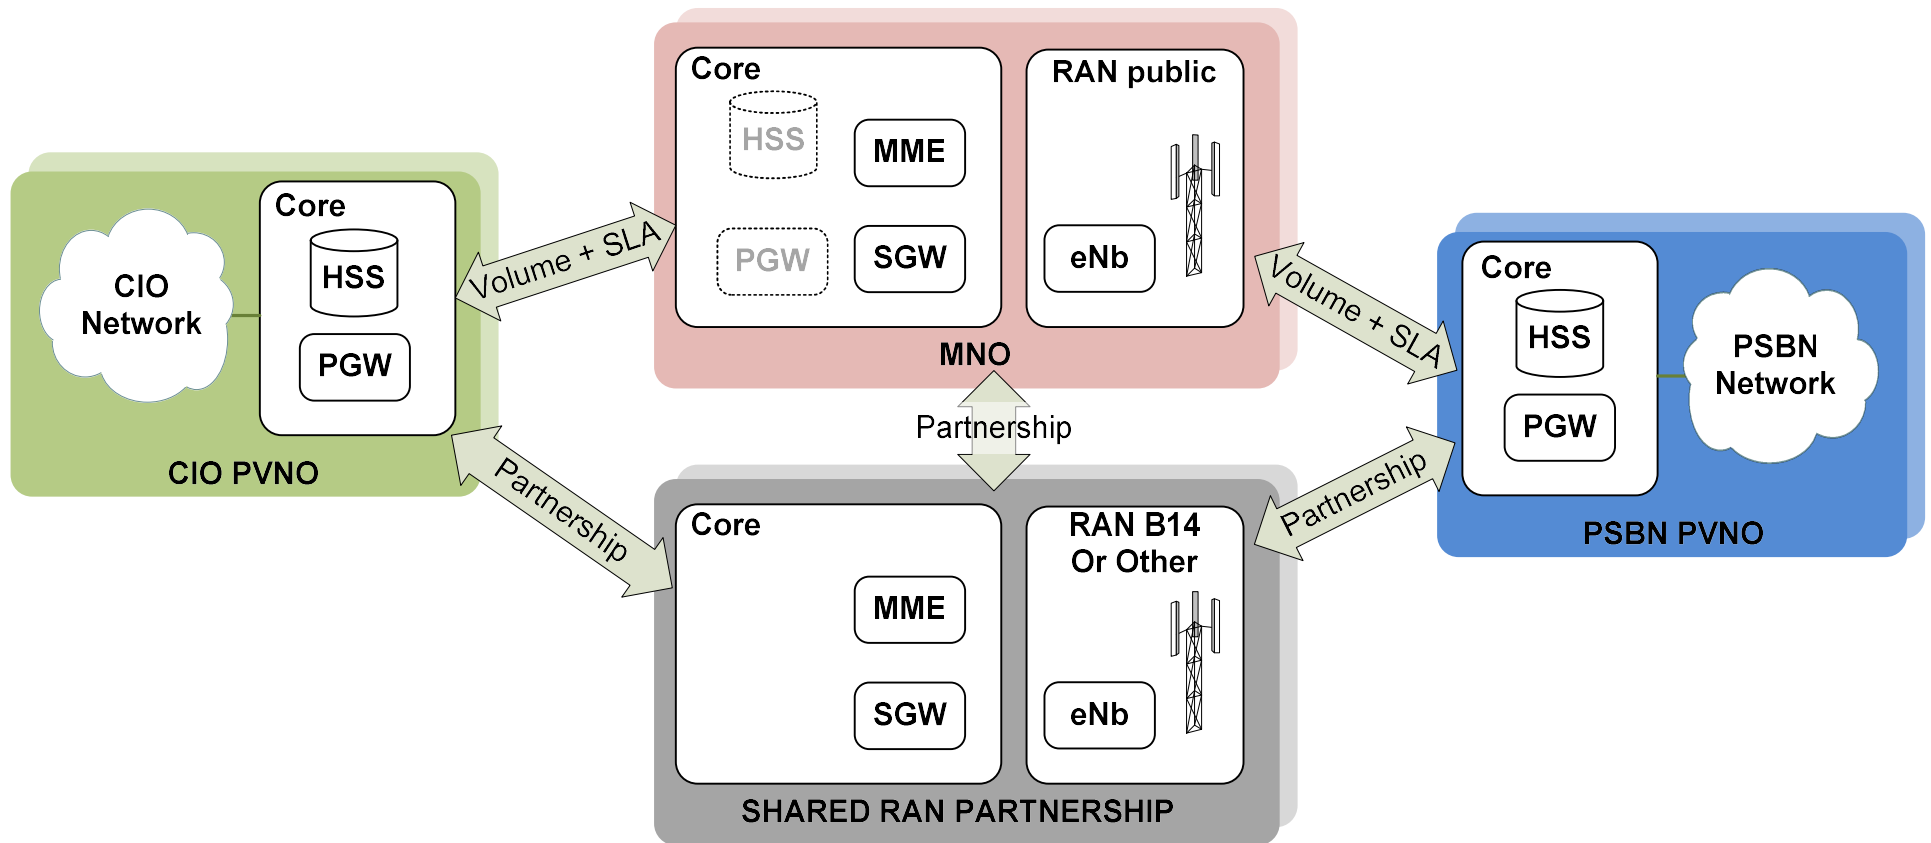 CIO
Network
Core
HSS
PGW
CIO PVNO
Volume + SLA
Partnership
Core
HSS
MME
PGW
SGW
RAN public
eNb
MNO
Partnership
Core
MME
SGW
RAN B14
Or Other
eNb
SHARED RAN PARTNERSHIP
Volume + SLA
Partnership
Core
HSS
PGW
PSBN
Network
PSBN PVNO